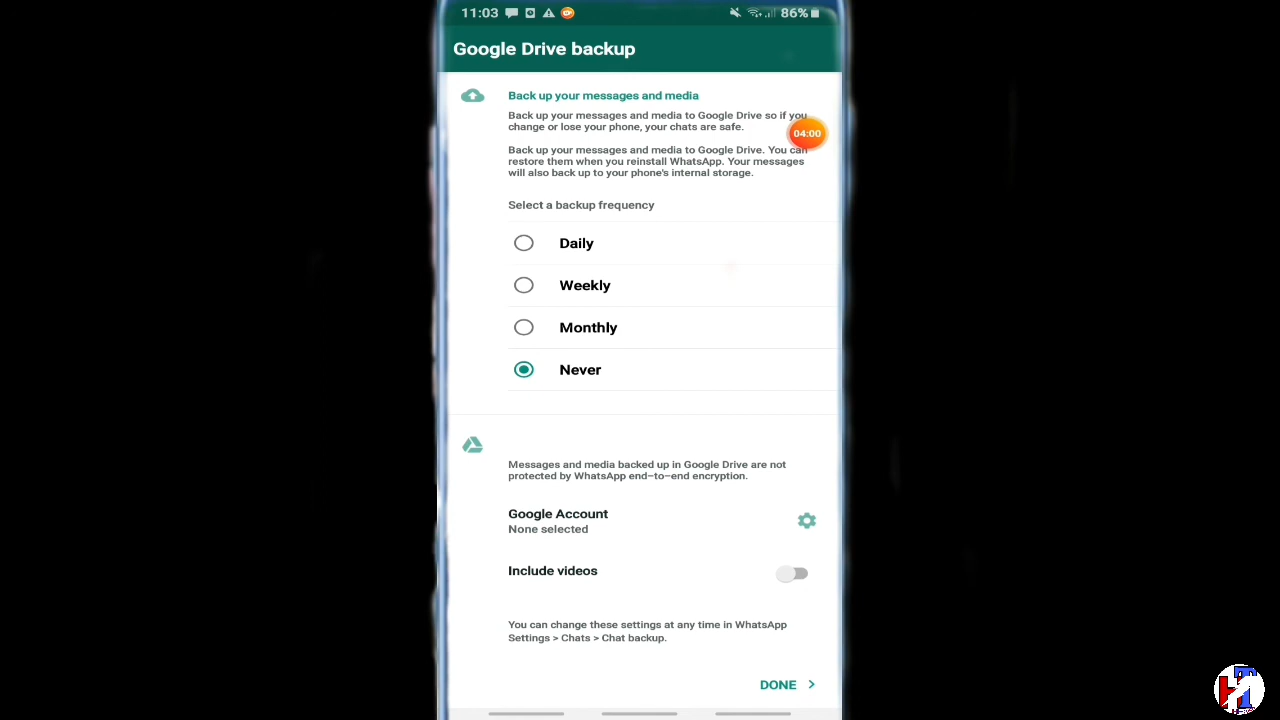 11:03 86%
Google Drive backup
Back up your messages and media
Back up your messages and media to Google Drive so if you
change or lose your phone, your chats are safe.
04:00
Back up your messages and media to Google Drive. You can
restore them when you reinstall WhatsApp. Your messages
will also back up to your phone's internal storage.
Select a backup frequency
Daily
Weekly
Monthly
Never
Messages and media backed up in Google Drive are not
protected by WhatsApp end-to-end encryption.
Google Account
None selected
Include videos
You can change these settings at any time in WhatsApp
Settings > Chats > Chat backup.
DONE >